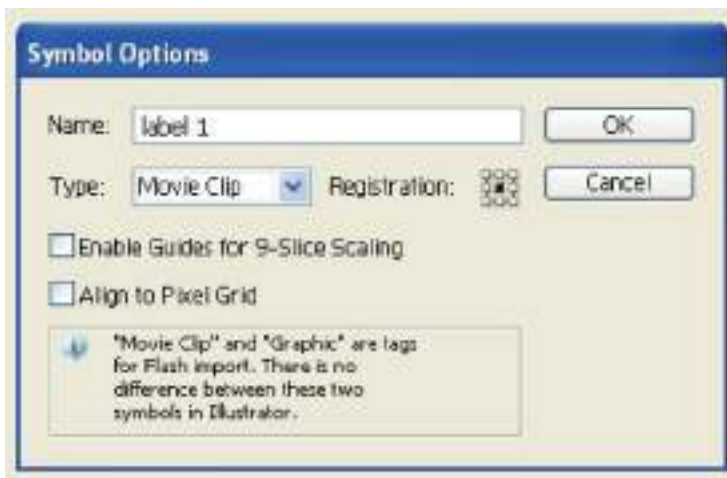 Symbol Options
Name: label 1 OK
Type: Movie Clip Registration: Cancel
Enable Guides for 9-Slice Scaling
Align to Pixel Grid
"Movie Clip" and "Graphic" are tags
for Flash import. There is no
difference between these two
symbols in Illustrator.